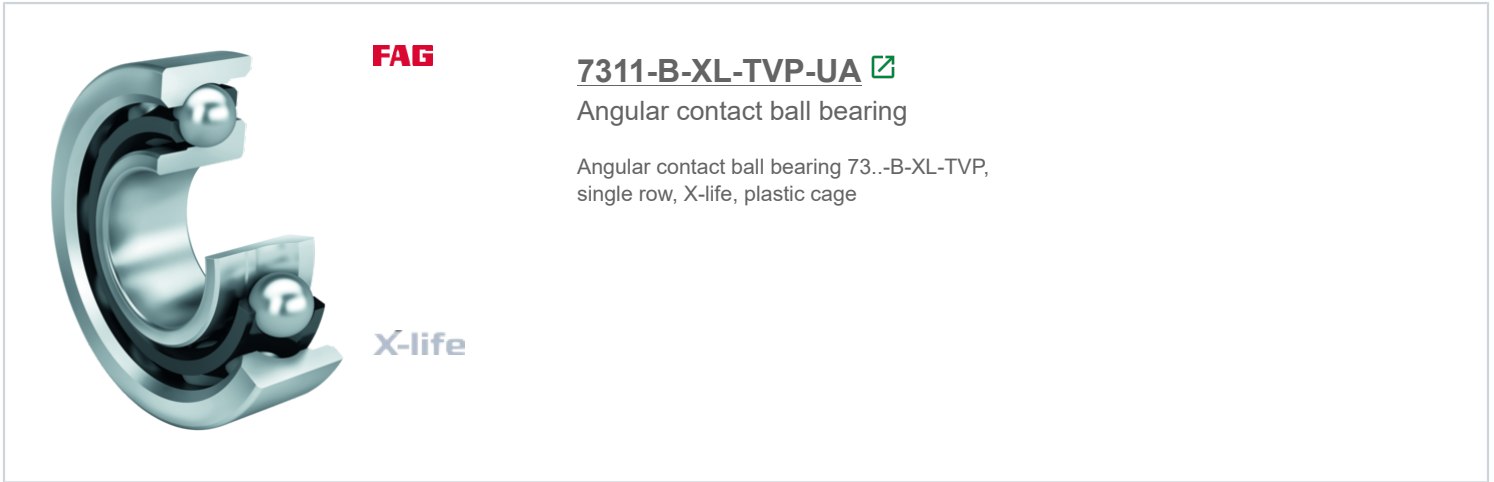 FAG
7311-B-XL-TVP-UA
Angular contact ball bearing
Angular contact ball bearing 73..-B-XL-TVP,
single row, X-life, plastic cage
X-life